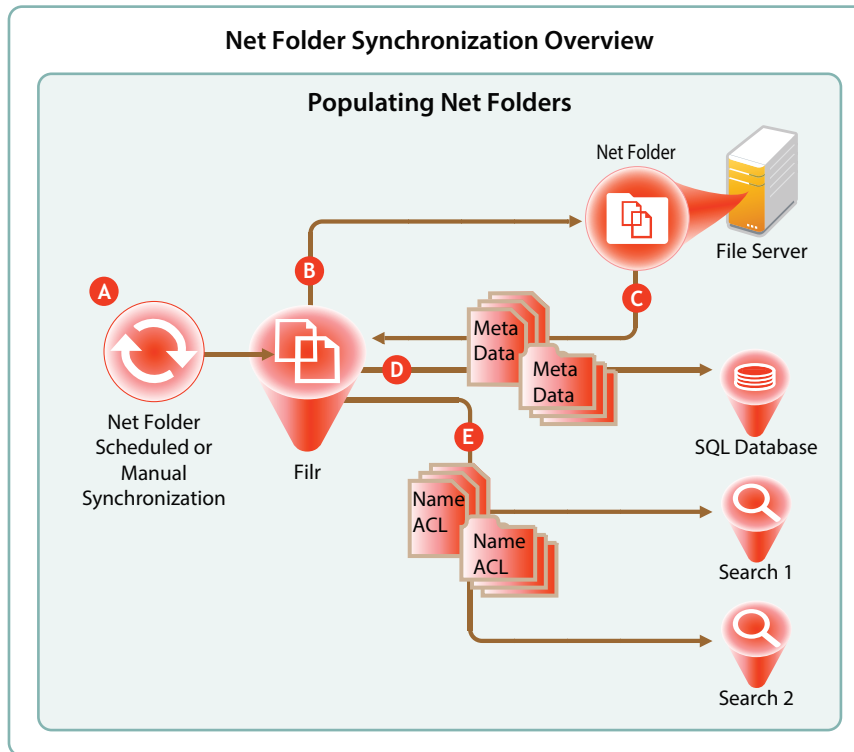 Net Folder Synchronization Overview
Populating Net Folders
Net Folder
File Server
B
A
C
Meta
Data
D
Meta
Data
SQL Database
Net Folder
Scheduled or
Manual
Synchronization
Filr
E
Name
ACL
Name
ACL
Search 1
Search 2